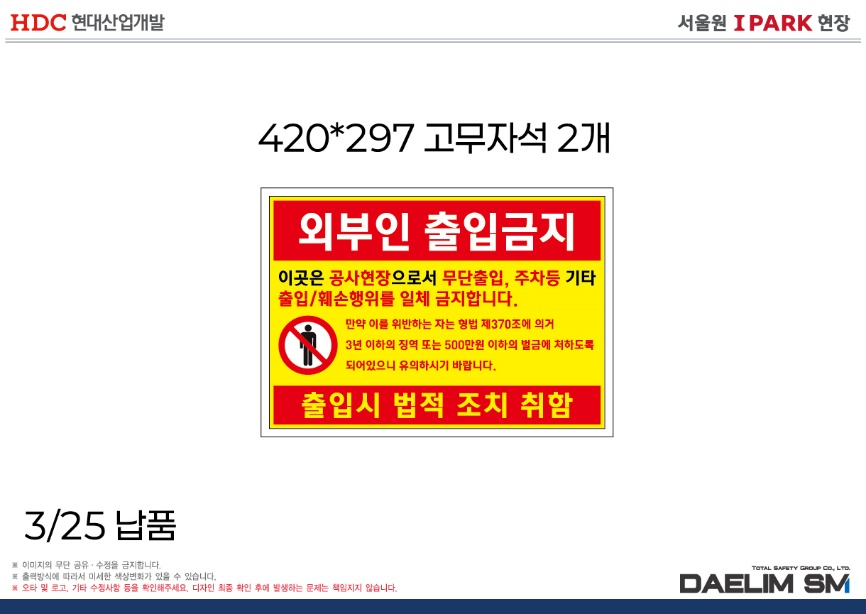 HDC 현대산업개발
서울원 IPARK 현장
420*297 고무자석 2개
외부인 출입금지
이곳은 공사현장으로서 무단출입, 주차등 기타
출입/훼손행위를 일체 금지합니다.
만약 이를 위반하는 자는 형법 제370조에 의거
3년 이하의 징역 또는 500만원 이하의 벌금에 처하도록
되어있으니 유의하시기 바랍니다.
출입시 법적 조치 취함
3/25 납품
※ 이미지의 무단 공유 · 수정을 금지합니다.
※ 출력방식에 따라서 미세한 색상변화가 있을 수 있습니다.
※ 오타 및 로고, 기타 수정사항 등을 확인해주세요. 디자인 최종 확인 후에 발생하는 문제는 책임지지 않습니다.
TOTAL SAFETY GROUP CO., LTD.
DAELIM SM